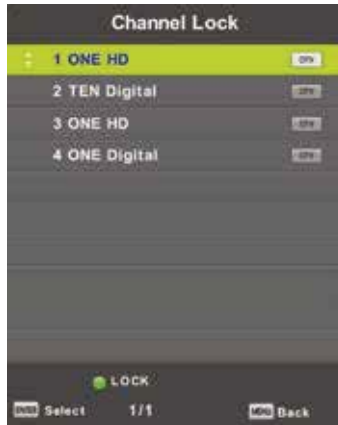 Channel Lock
1 ONE HD
2 TEN Digital
3 ONE HD
4 ONE Digital
LOCK
Select 1/1 MENU Back